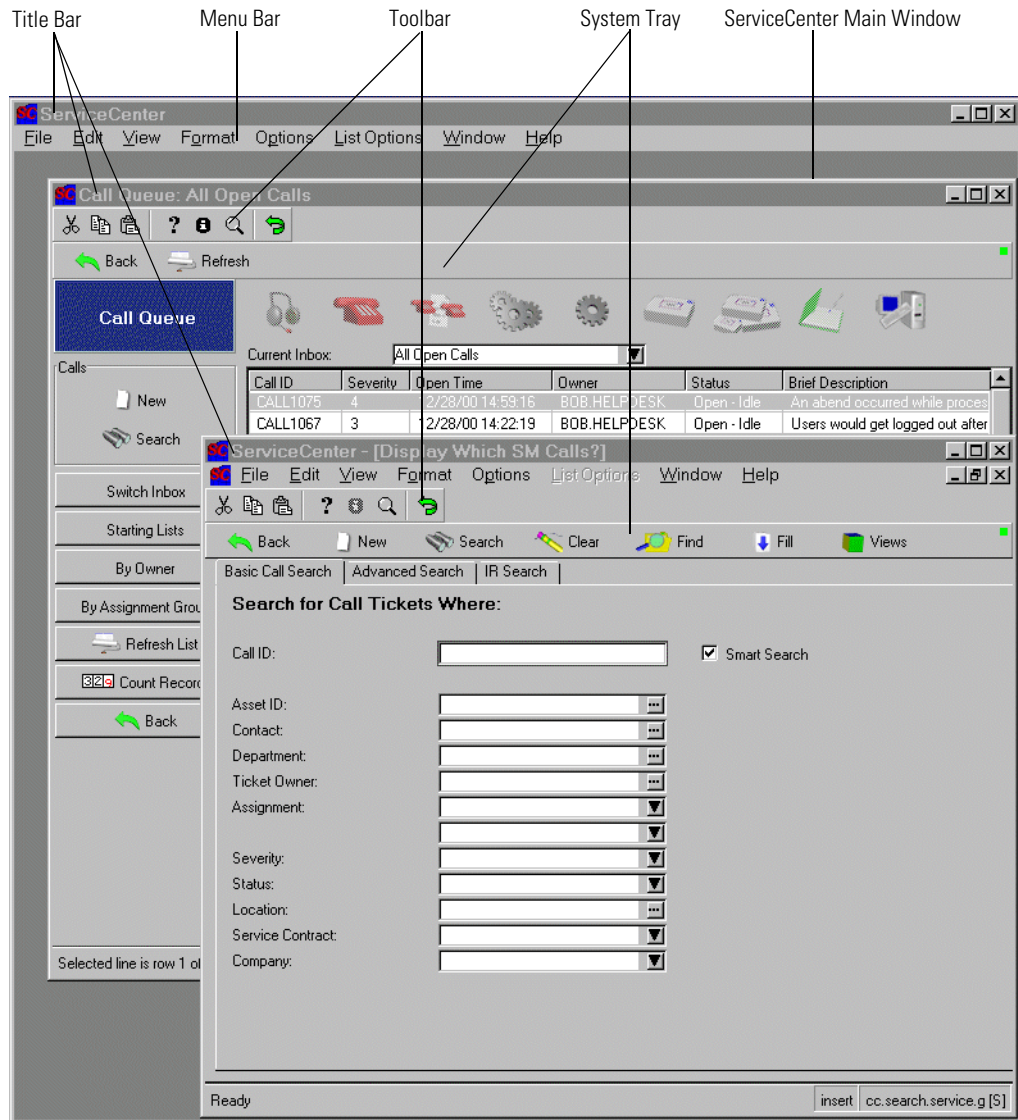 Title Bar Menu Bar Toolbar System Tray ServiceCenter Main Window
SC ServiceCenter
File Edit View Format Options List Options Window Help
SC Call Queue: All Open Calls
Back Refresh
Call Queue
Current Inbox: All Open Calls
Calls
New
Search
Call ID Severity Open Time Owner Status Brief Description
CALL1075 4 12/28/00 14:59:16 BOB.HELPDESK Open - Idle An abend occurred while proces
CALL1067 3 12/28/00 14:22:19 BOB.HELPDESK Open - Idle Users would get logged out after
Switch Inbox
Starting Lists
By Owner
By Assignment Grou
Refresh List
329 Count Record
Back
Selected line is row 1 of
SC ServiceCenter - [Display Which SM Calls?]
SC File Edit View Format Options List Options Window Help
Back New Search Clear Find Fill Views
Basic Call Search Advanced Search IR Search
Search for Call Tickets Where:
Call ID: Smart Search
Asset ID:
Contact:
Department:
Ticket Owner:
Assignment:
Severity:
Status:
Location:
Service Contract:
Company:
Ready insert cc.search.service.g [S]